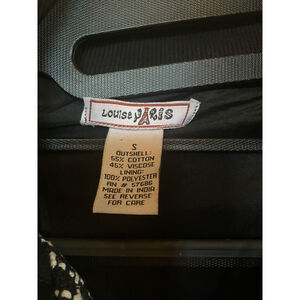 Louise PARIS
S
OUTSHELL:
55% COTTON
45% VISCOSE
LINING:
100% POLYESTER
RN # 57686
MADE IN INDIA
SEE REVERSE
FOR CARE